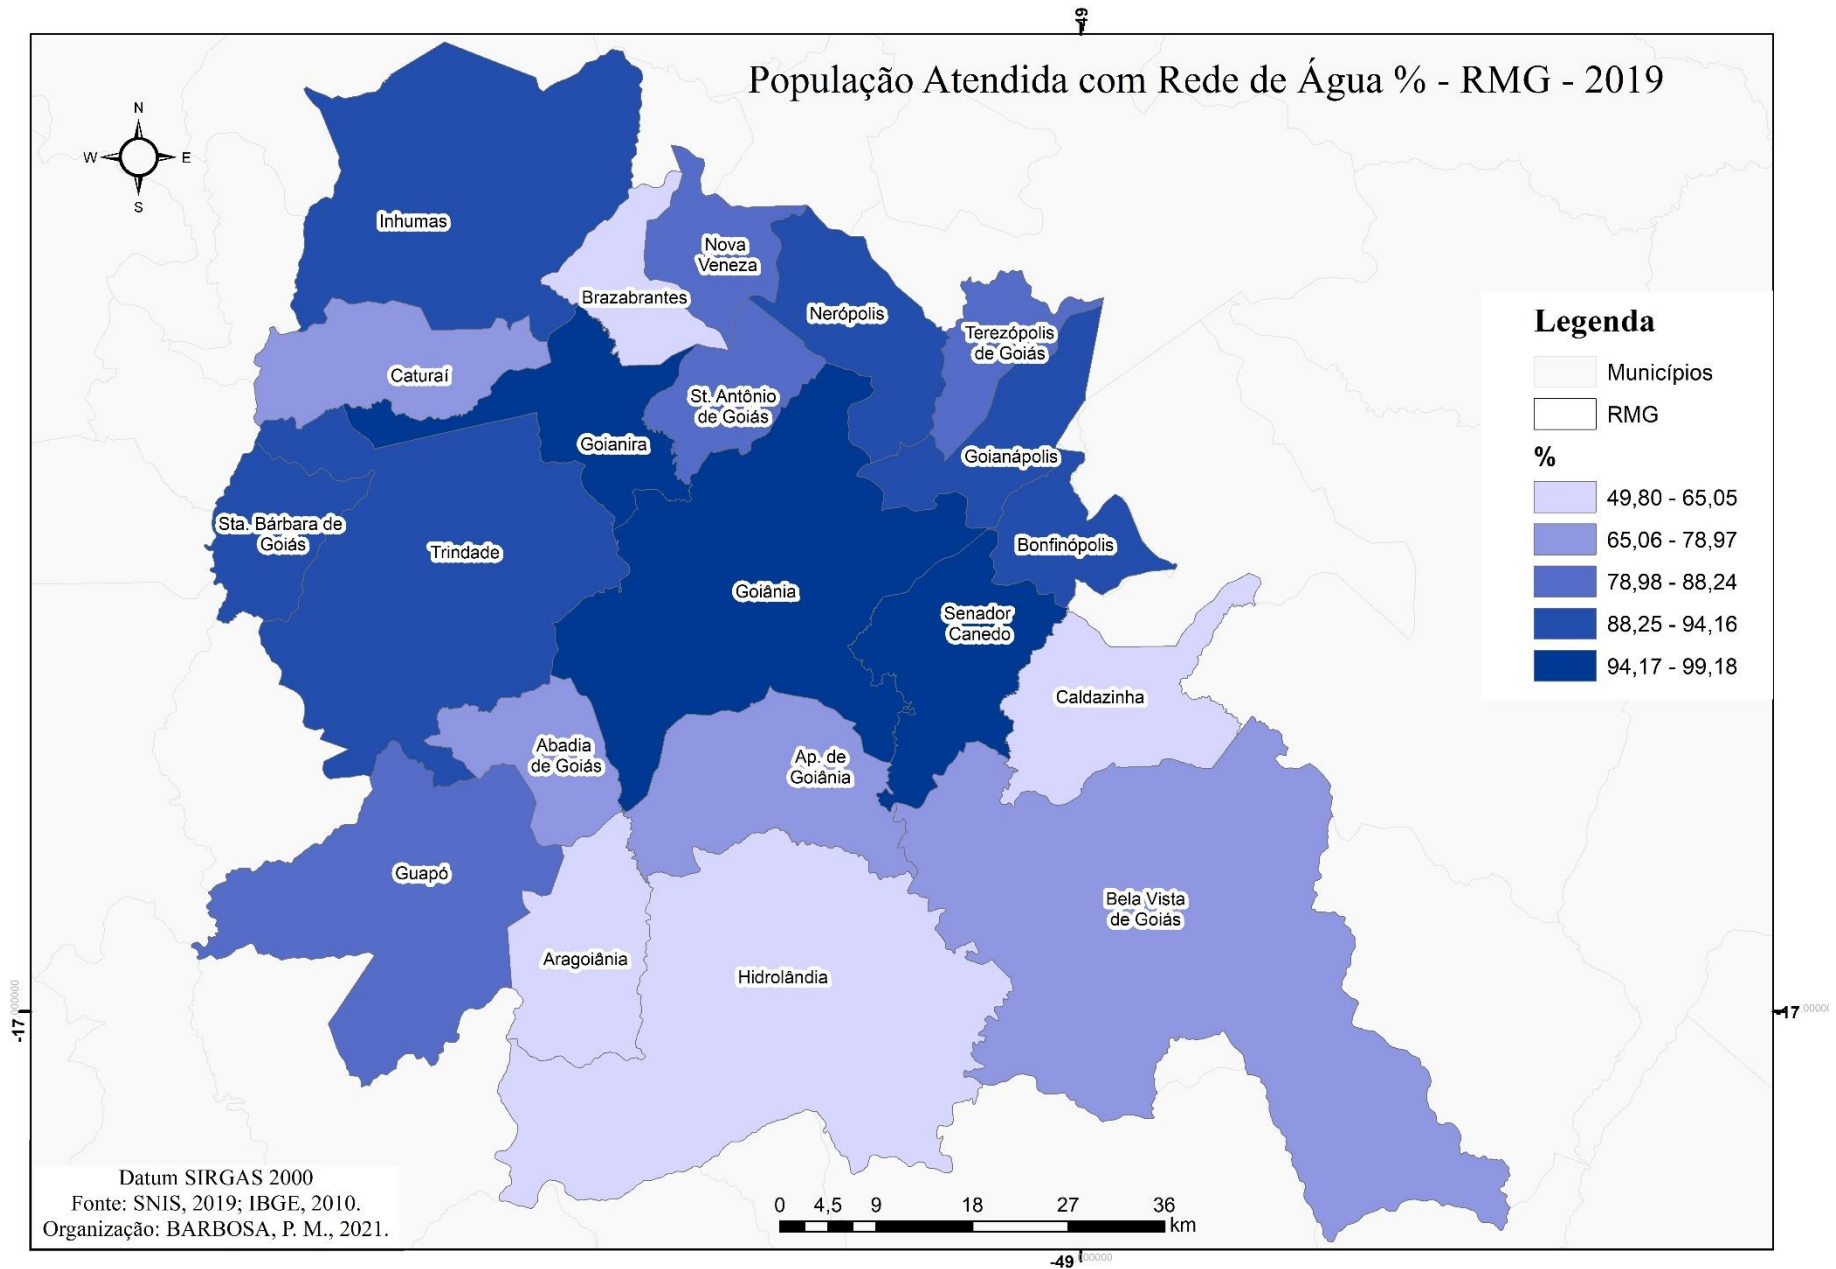 -49
População Atendida com Rede de Água % - RMG - 2019
N
W E
S
Inhumas
Nova
Veneza
Brazabrantes
Nerópolis
Terezópolis
de Goiás
Caturaí
St. Antônio
de Goiás
Goianira
Goianápolis
Sta. Bárbara de
Goiás
Trindade
Bonfinópolis
Goiânia
Senador
Canedo
Caldazinha
Abadia
de Goiás
Ap. de
Goiânia
Guapó
Bela Vista
de Goiás
Aragoiânia
Hidrolândia
Legenda
Municípios
RMG
%
49,80 - 65,05
65,06 - 78,97
78,98 - 88,24
88,25 - 94,16
94,17 - 99,18
-17 000000
-17 00000
Datum SIRGAS 2000
Fonte: SNIS, 2019; IBGE, 2010.
Organização: BARBOSA, P. M., 2021.
0 4,5 9 18 27 36
km
-49 000000